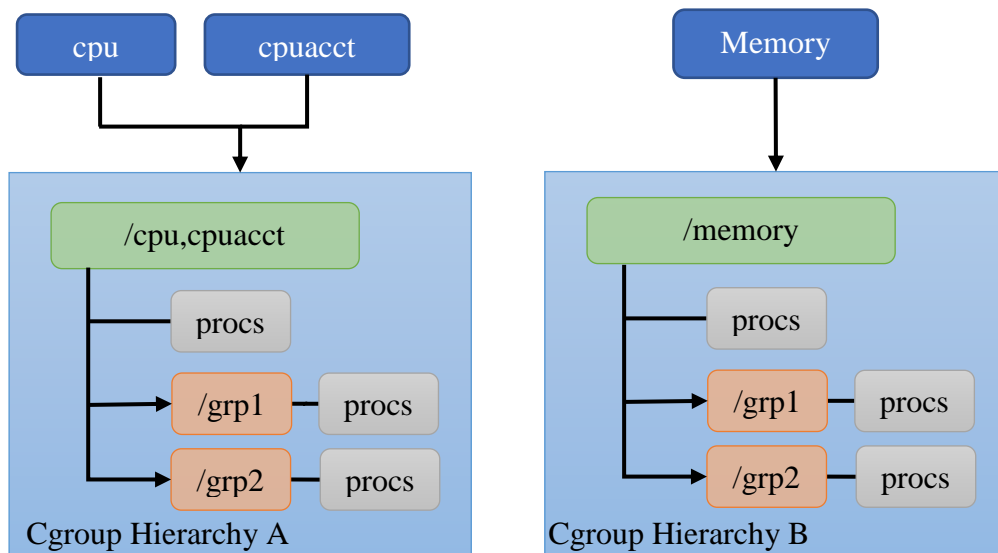 cpu
cpuacct
Memory
/cpu,cpuacct
procs
/grp1
procs
/grp2
procs
Cgroup Hierarchy A
/memory
procs
/grp1
procs
/grp2
procs
Cgroup Hierarchy B